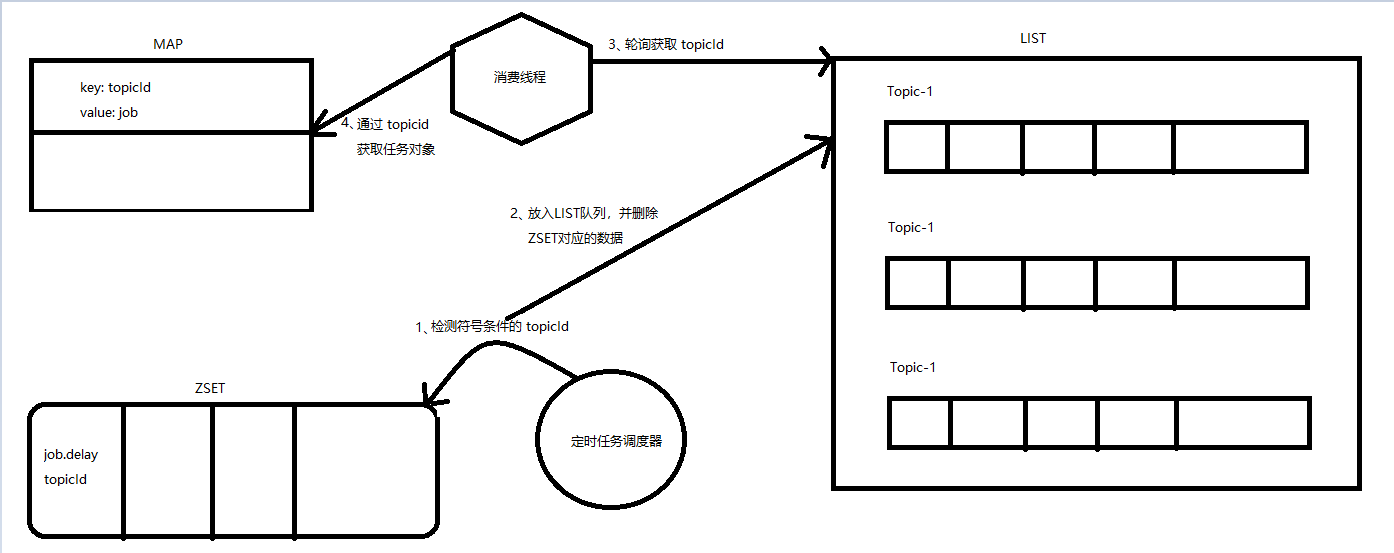 MAP
key: topicId
value: job
消费线程
3、轮询获取 topicId
4、通过 topicId
获取任务对象
LIST
Topic-1
Topic-1
Topic-1
2、放入LIST队列，并删除
ZSET对应的数据
1、检测符号条件的 topicId
定时任务调度器
ZSET
job.delay
topicId